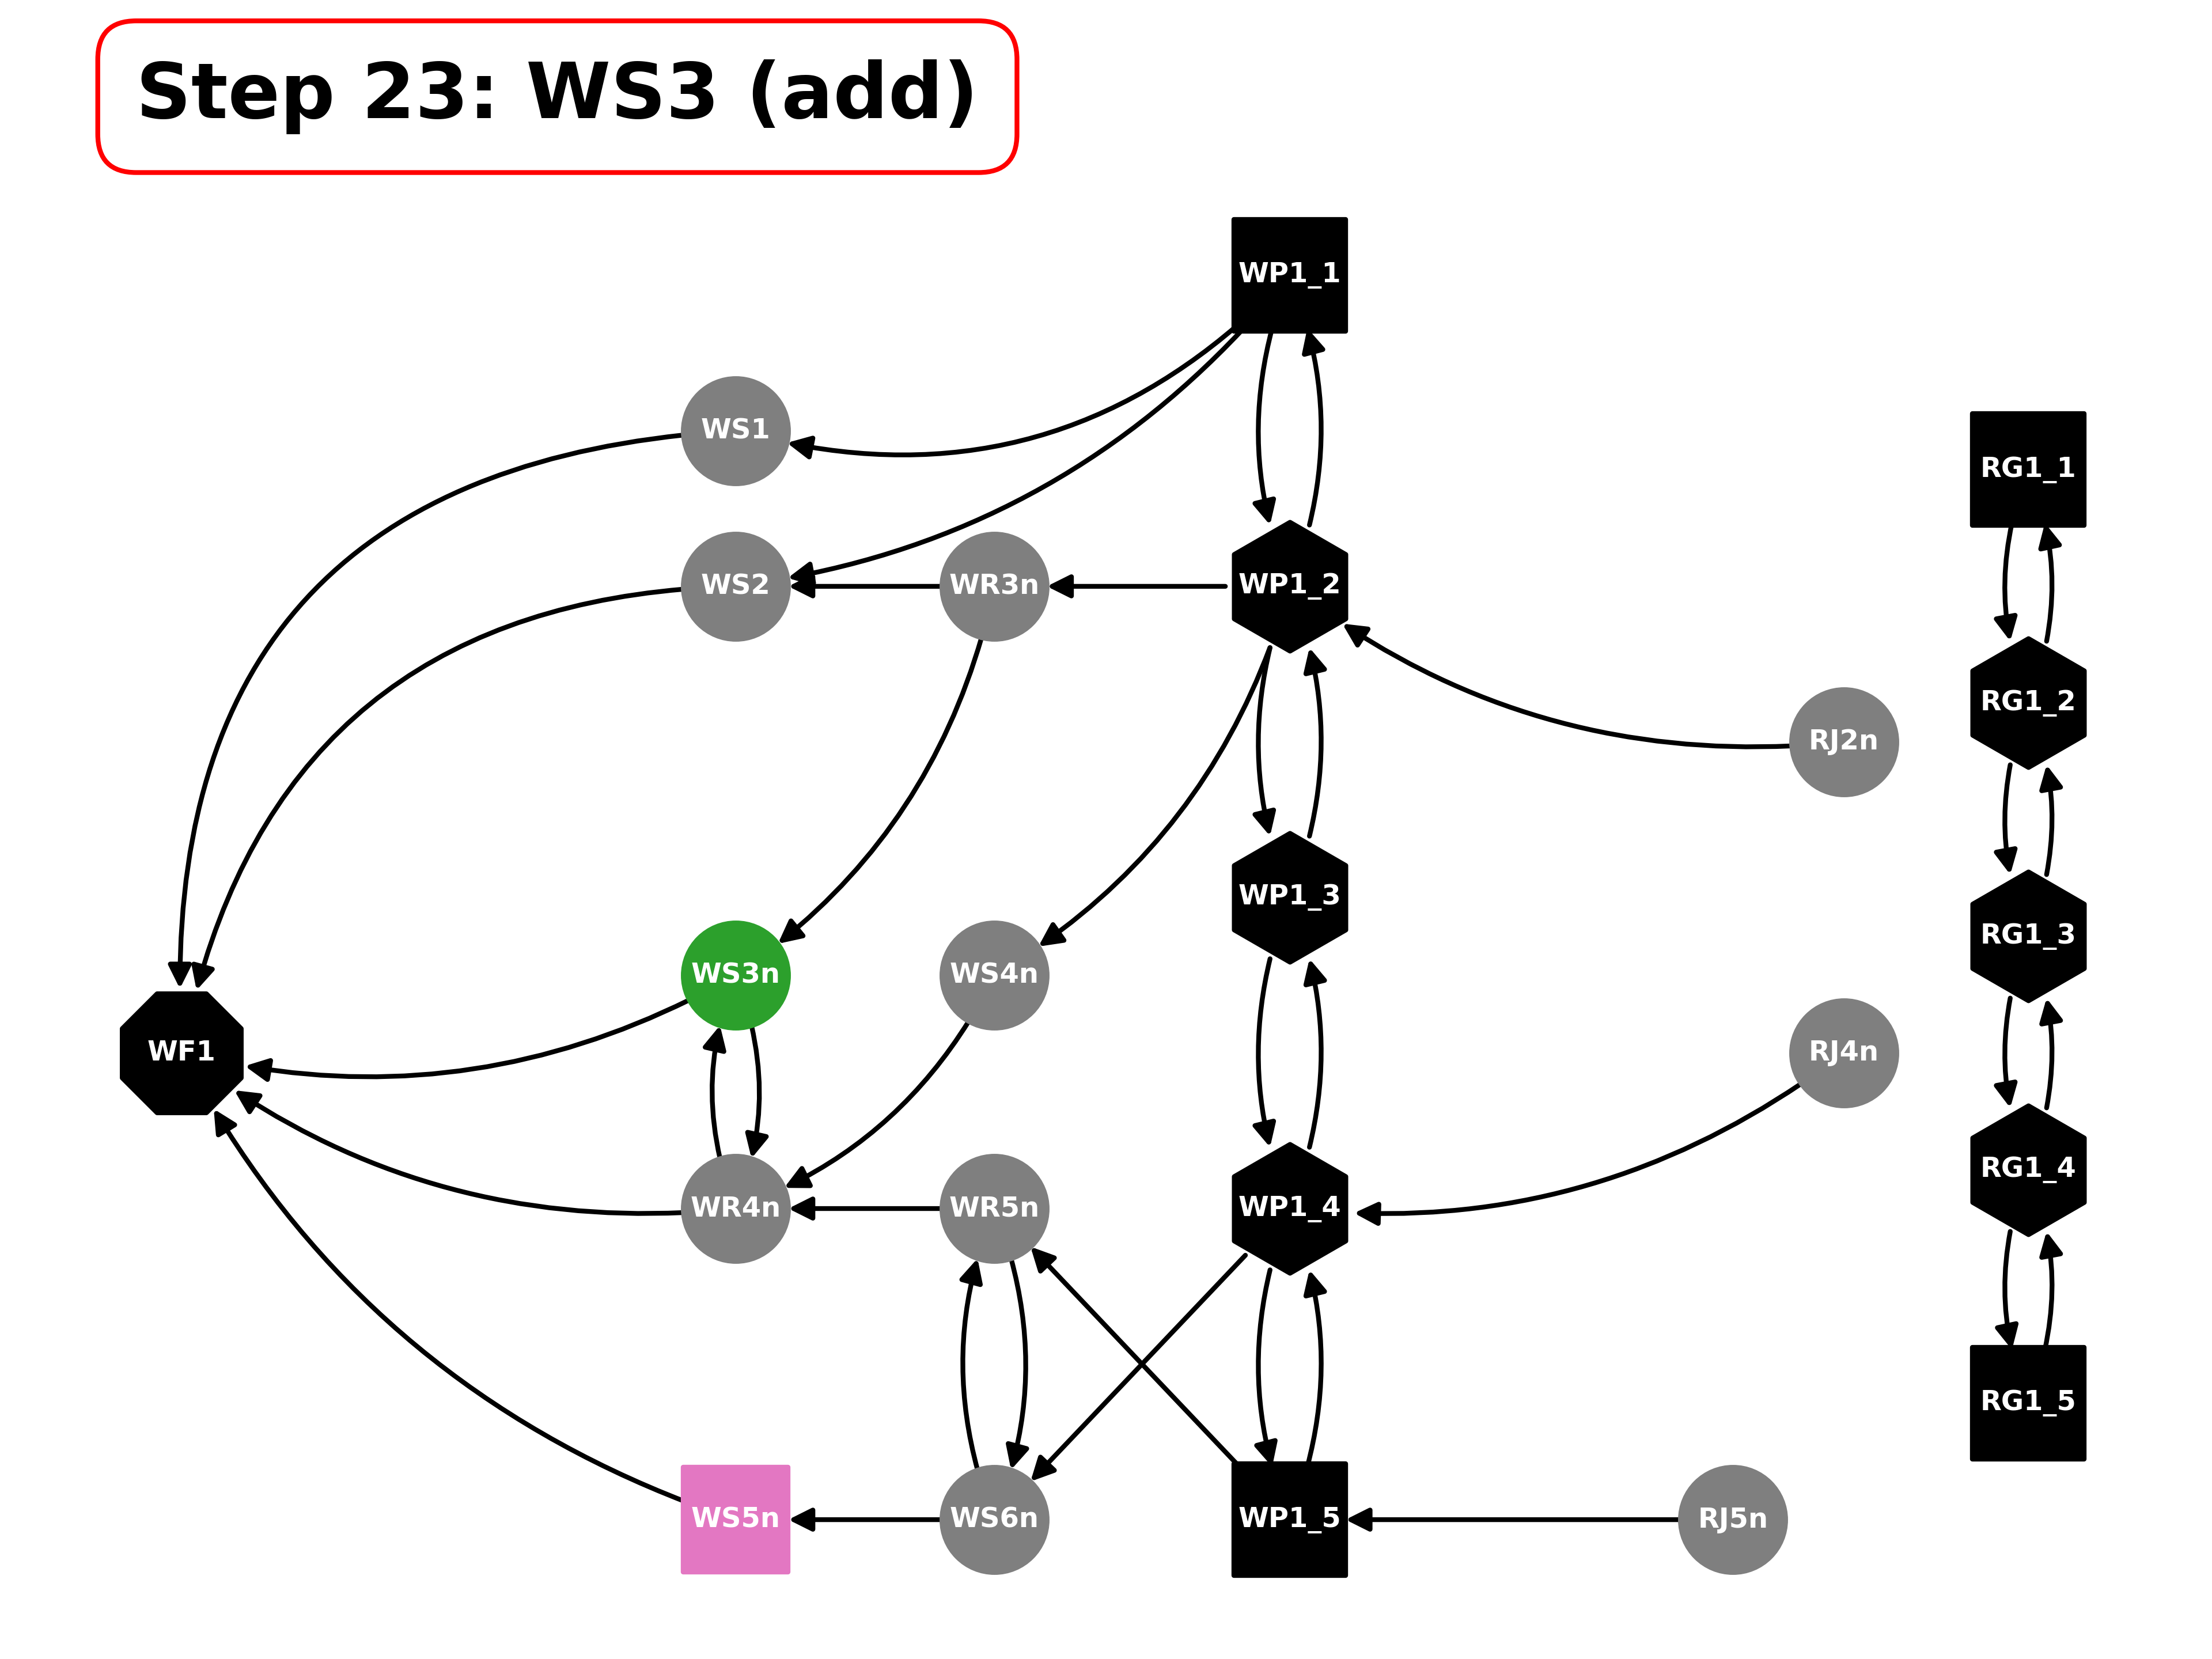 Step 23: WS3 (add)
WP1_1
WS1
RG1_1
WS2
WR3n
WP1_2
RG1_2
RJ2n
WP1_3
RG1_3
WS3n
WS4n
WF1
RJ4n
RG1_4
WR4n
WR5n
WP1_4
RG1_5
WS5n
WS6n
WP1_5
RJ5n